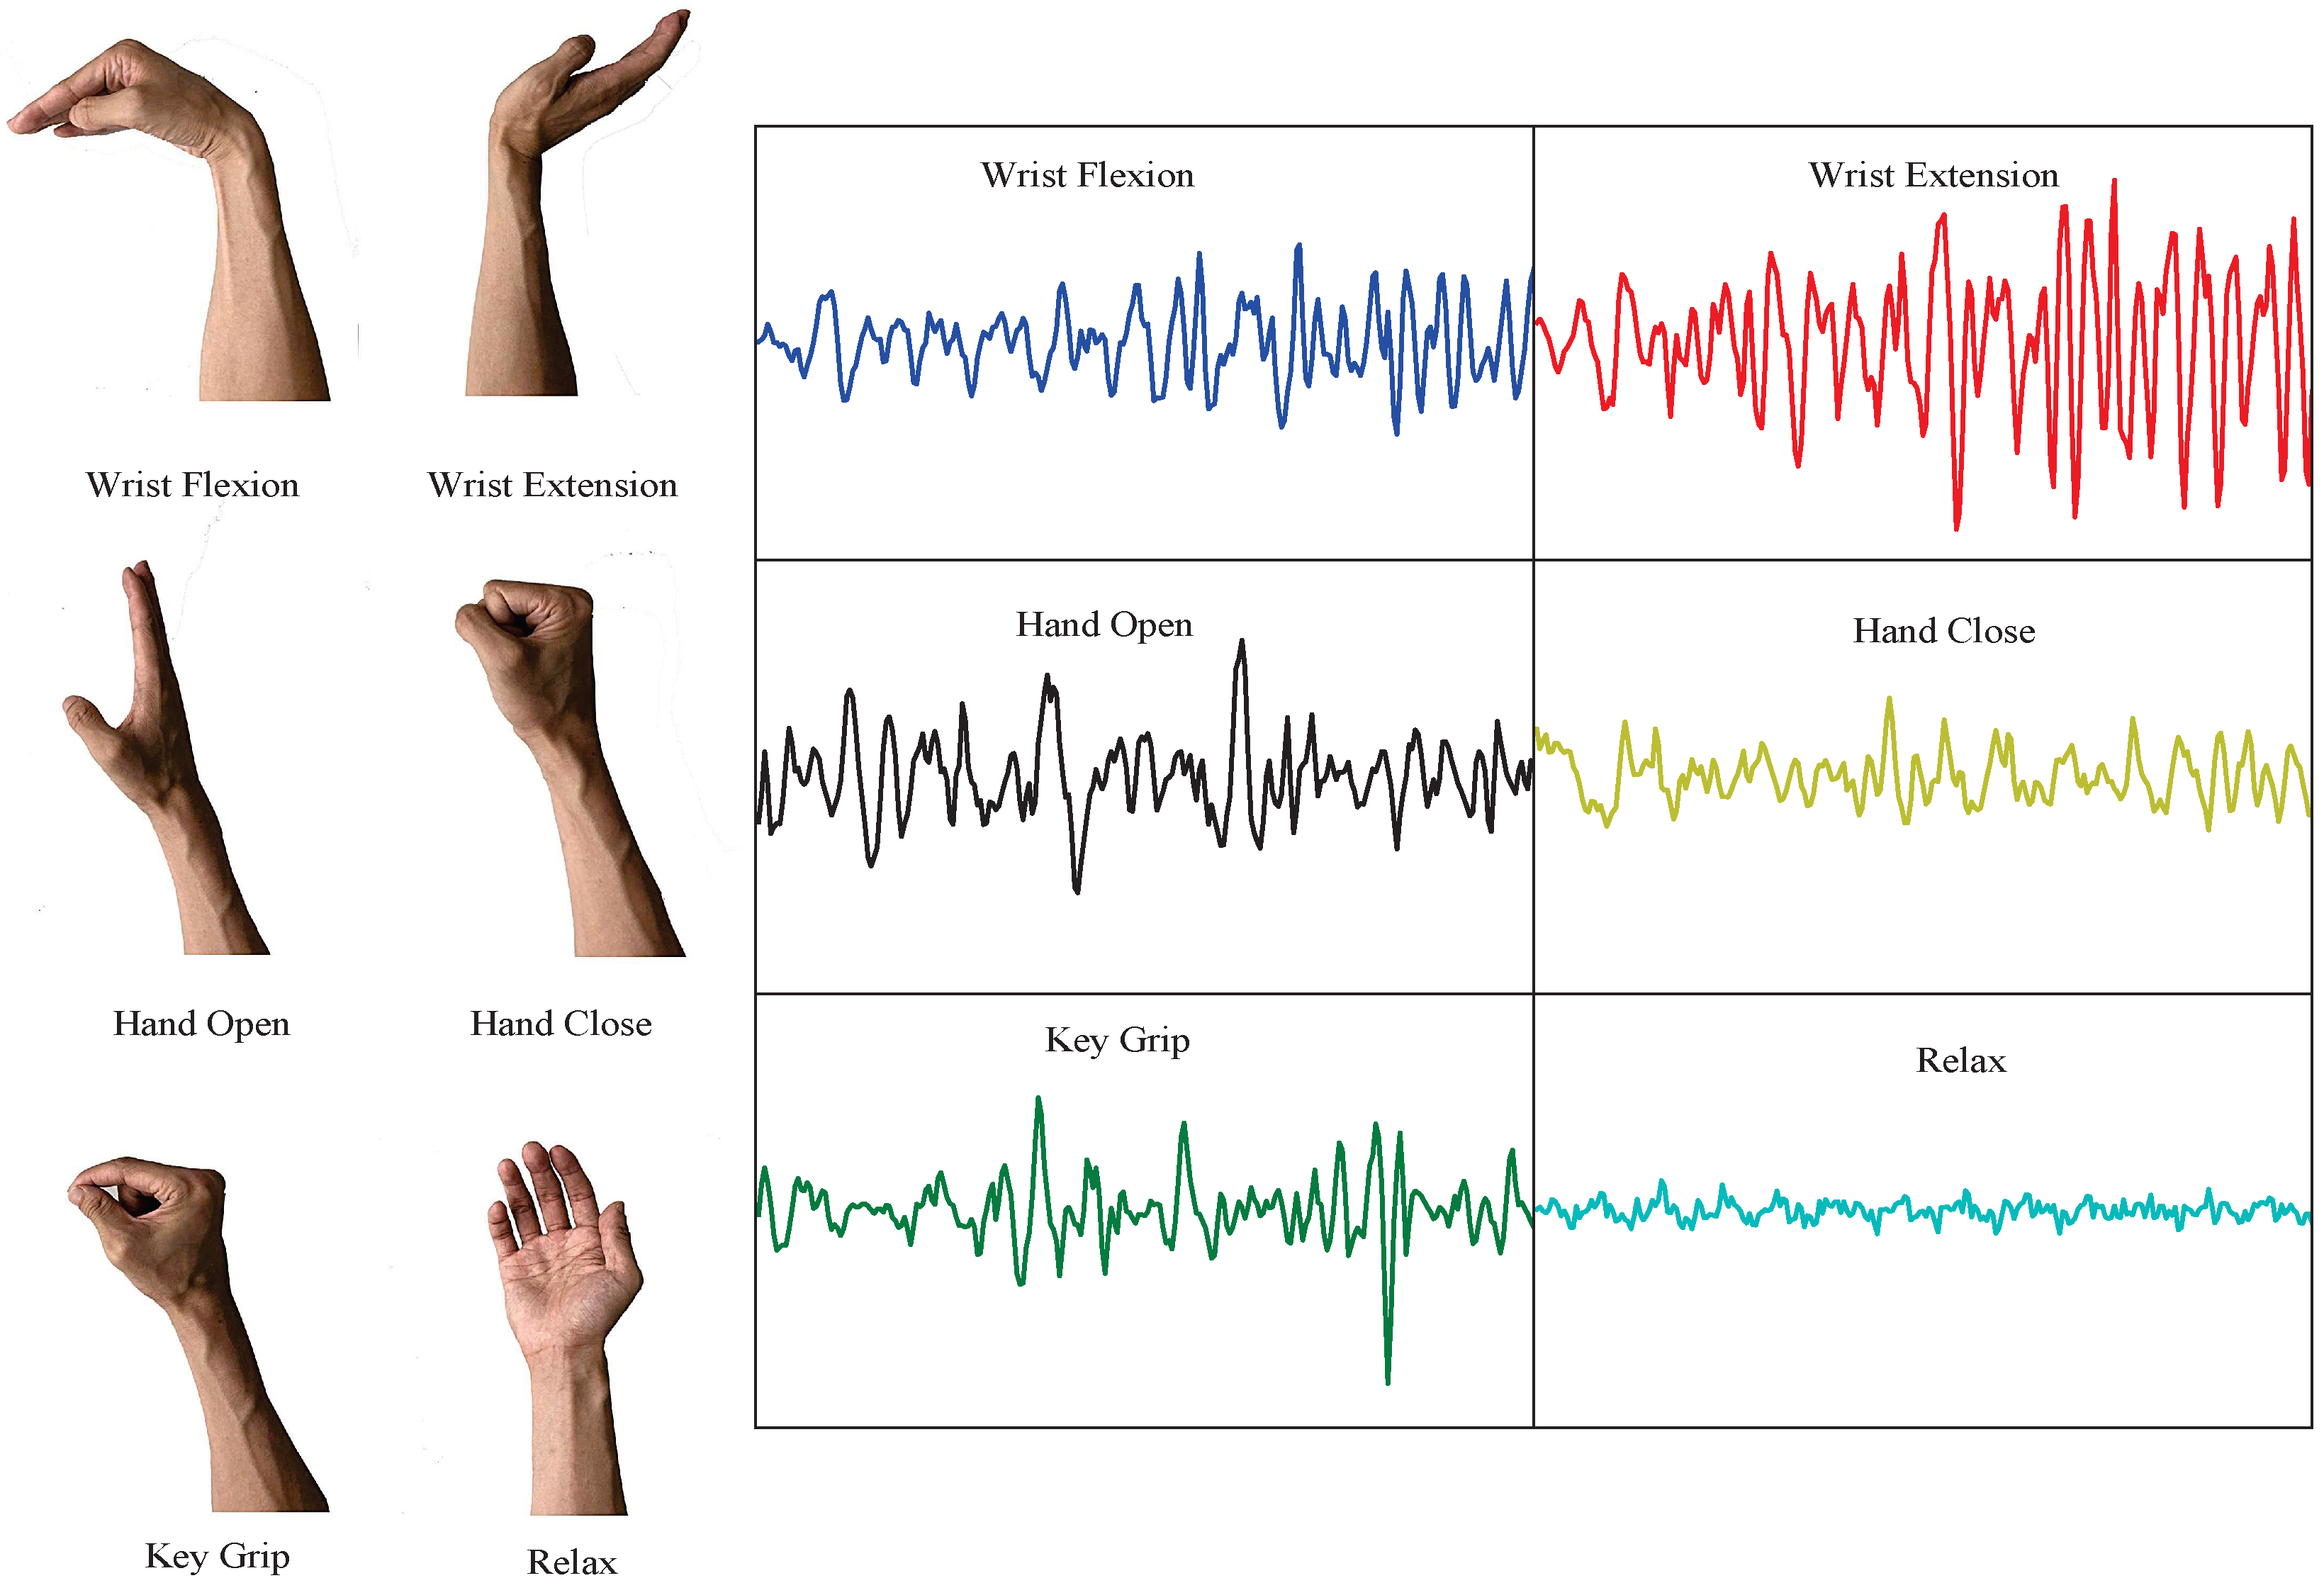 Wrist Flexion
Wrist Extension
Hand Open
Hand Close
Key Grip
Relax
Wrist Flexion
Wrist Extension
Hand Open
Hand Close
Key Grip
Relax